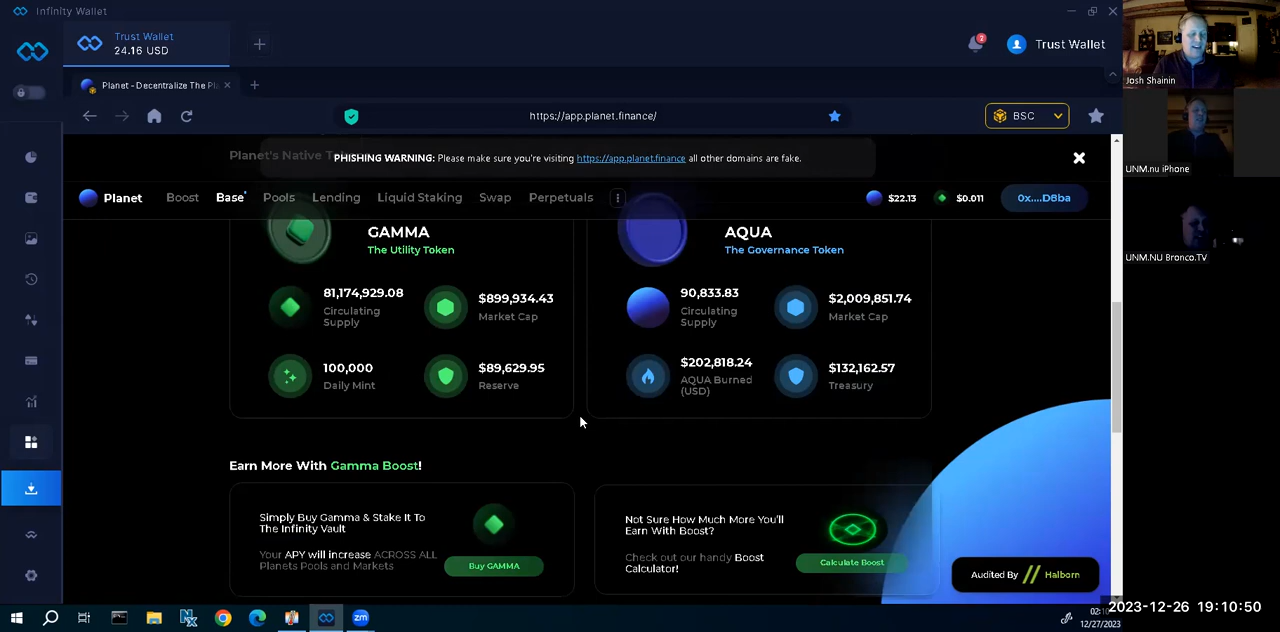 Infinity Wallet
Trust Wallet
24.16 USD
2
Trust Wallet
Planet - Decentralize The Pl
https://app.planet.finance/
BSC
Planet's Native T
PHISHING WARNING: Please make sure you're visiting https://app.planet.finance all other domains are fake.
Planet
Boost
Base
Pools
Lending
Liquid Staking
Swap
Perpetuals
$22.13
$0.011
0x....D6ba
GAMMA
The Utility Token
81,174,929.08
Circulating
Supply
$899,934.43
Market Cap
100,000
Daily Mint
$89,629.95
Reserve
AQUA
The Governance Token
90,833.83
Circulating
Supply
$2,009,851.74
Market Cap
$202,818.24
AQUA Burned
(USD)
$132,162.57
Treasury
Earn More With Gamma Boost!
Simply Buy Gamma & Stake It To
The Infinity Vault
Your APY will increase ACROSS ALL
Planets Pools and Markets
Buy GAMMA
Not Sure How Much More You'll
Earn With Boost?
Check out our handy Boost
Calculator!
Calculate Boost
Audited By Halborn
Josh Shainin
UNM.nu iPhone
UNM.NU Bronco.TV
zm
12/27/2023
2023-12-26 19:10:50